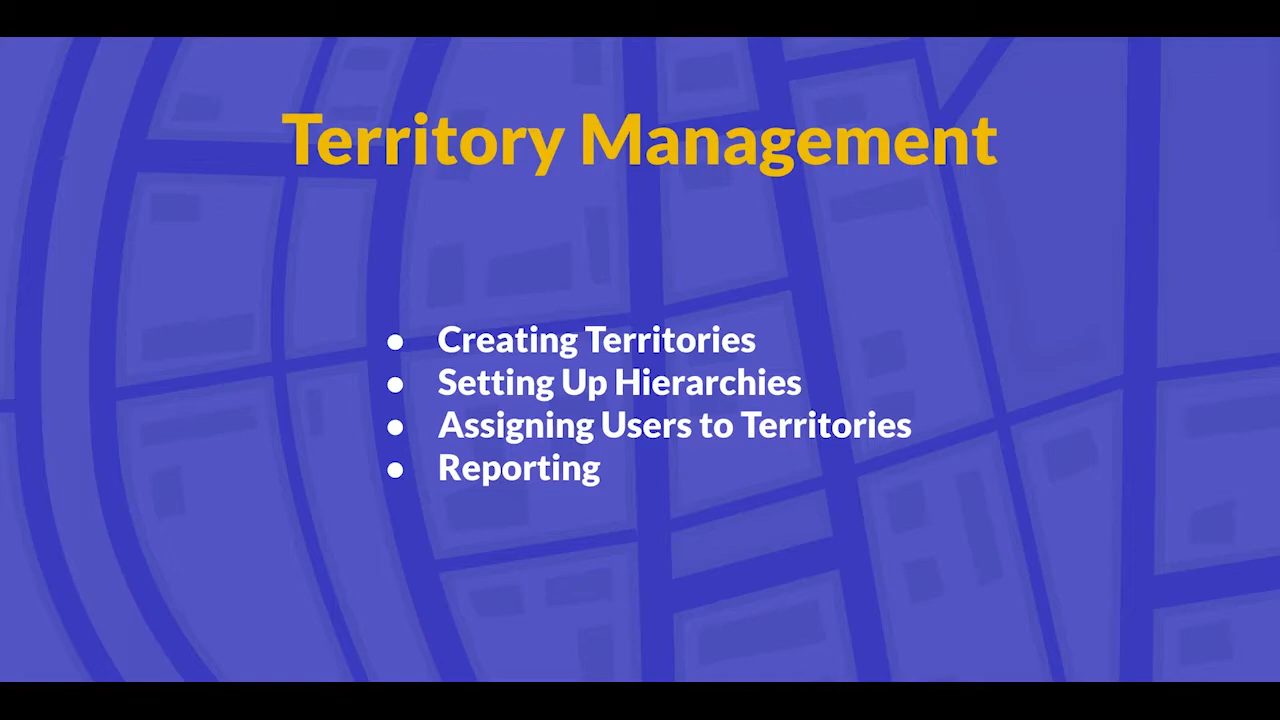 Territory Management
● Creating Territories
● Setting Up Hierarchies
● Assigning Users to Territories
● Reporting